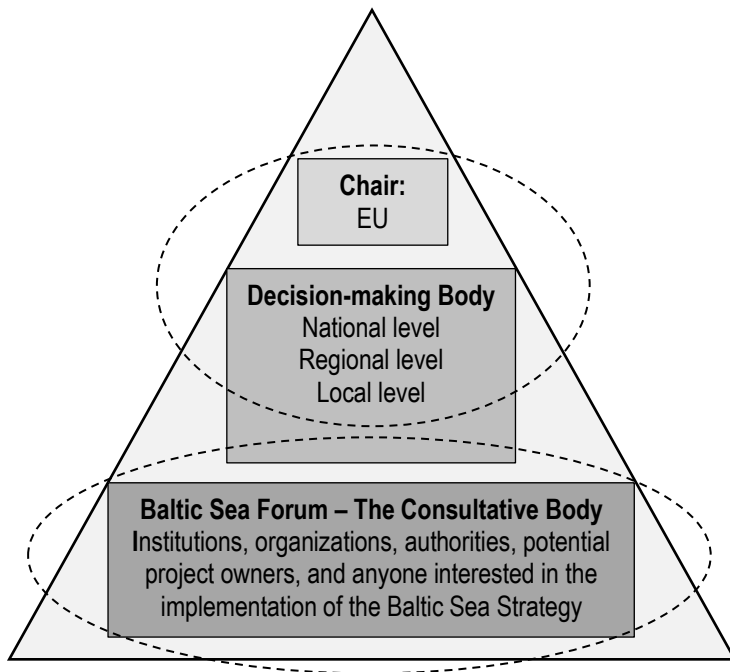 Chair:
EU
Decision-making Body
National level
Regional level
Local level
Baltic Sea Forum – The Consultative Body
Institutions, organizations, authorities, potential
project owners, and anyone interested in the
implementation of the Baltic Sea Strategy